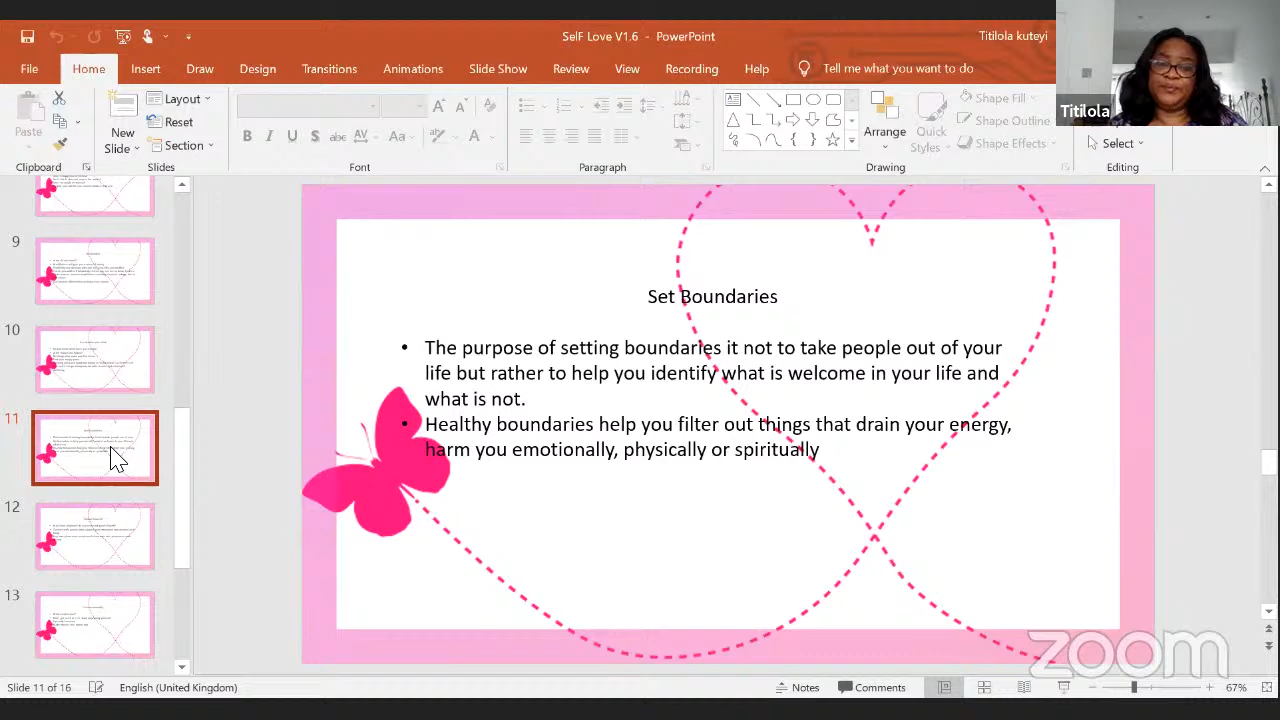 Self Love V1.6 - PowerPoint
Titilola kuteyi
File Home Insert Draw Design Transitions Animations Slide Show Review View Recording Help Tell me what you want to do
Titilola
Paste
New
Slide
Layout
Reset
Section
B I U S abc AV Aa A
Arrange
Quick
Styles
Shape Fill
Shape Outline
Shape Effects
Select
Clipboard Slides Font Paragraph Drawing Editing
9
10
11
12
13
Set Boundaries
• The purpose of setting boundaries it not to take people out of your
life but rather to help you identify what is welcome in your life and
what is not.
• Healthy boundaries help you filter out things that drain your energy,
harm you emotionally, physically or spiritually
zoom
Slide 11 of 16 English (United Kingdom) Notes Comments 67%